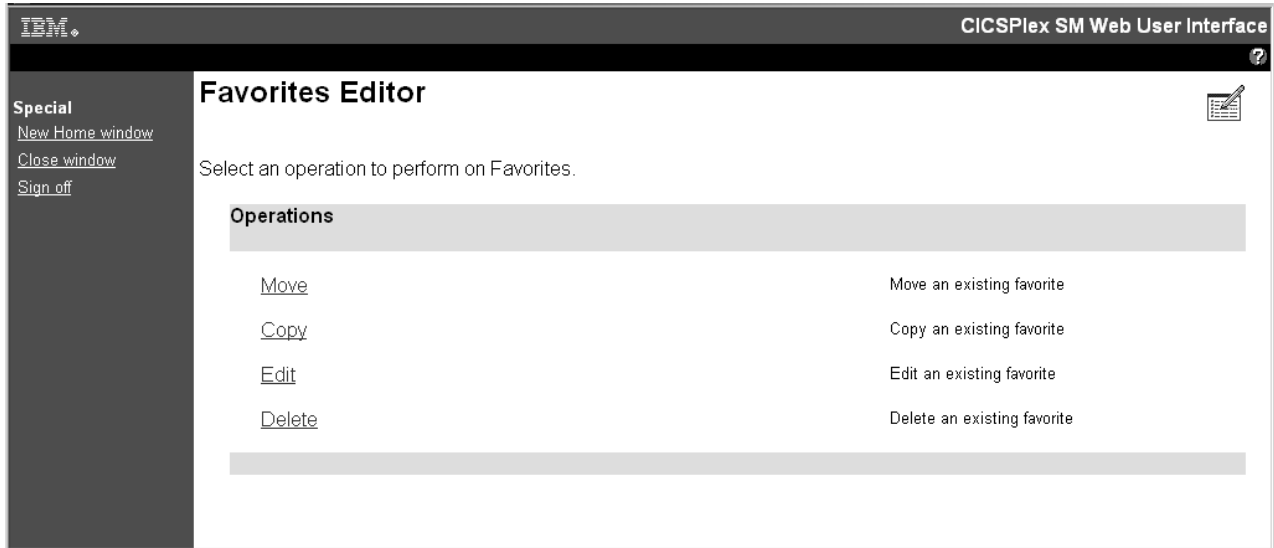 IBM.
CICSPlex SM Web User Interface
?
Special
New Home window
Close window
Sign off
Favorites Editor
Select an operation to perform on Favorites.
Operations
Move Move an existing favorite
Copy Copy an existing favorite
Edit Edit an existing favorite
Delete Delete an existing favorite